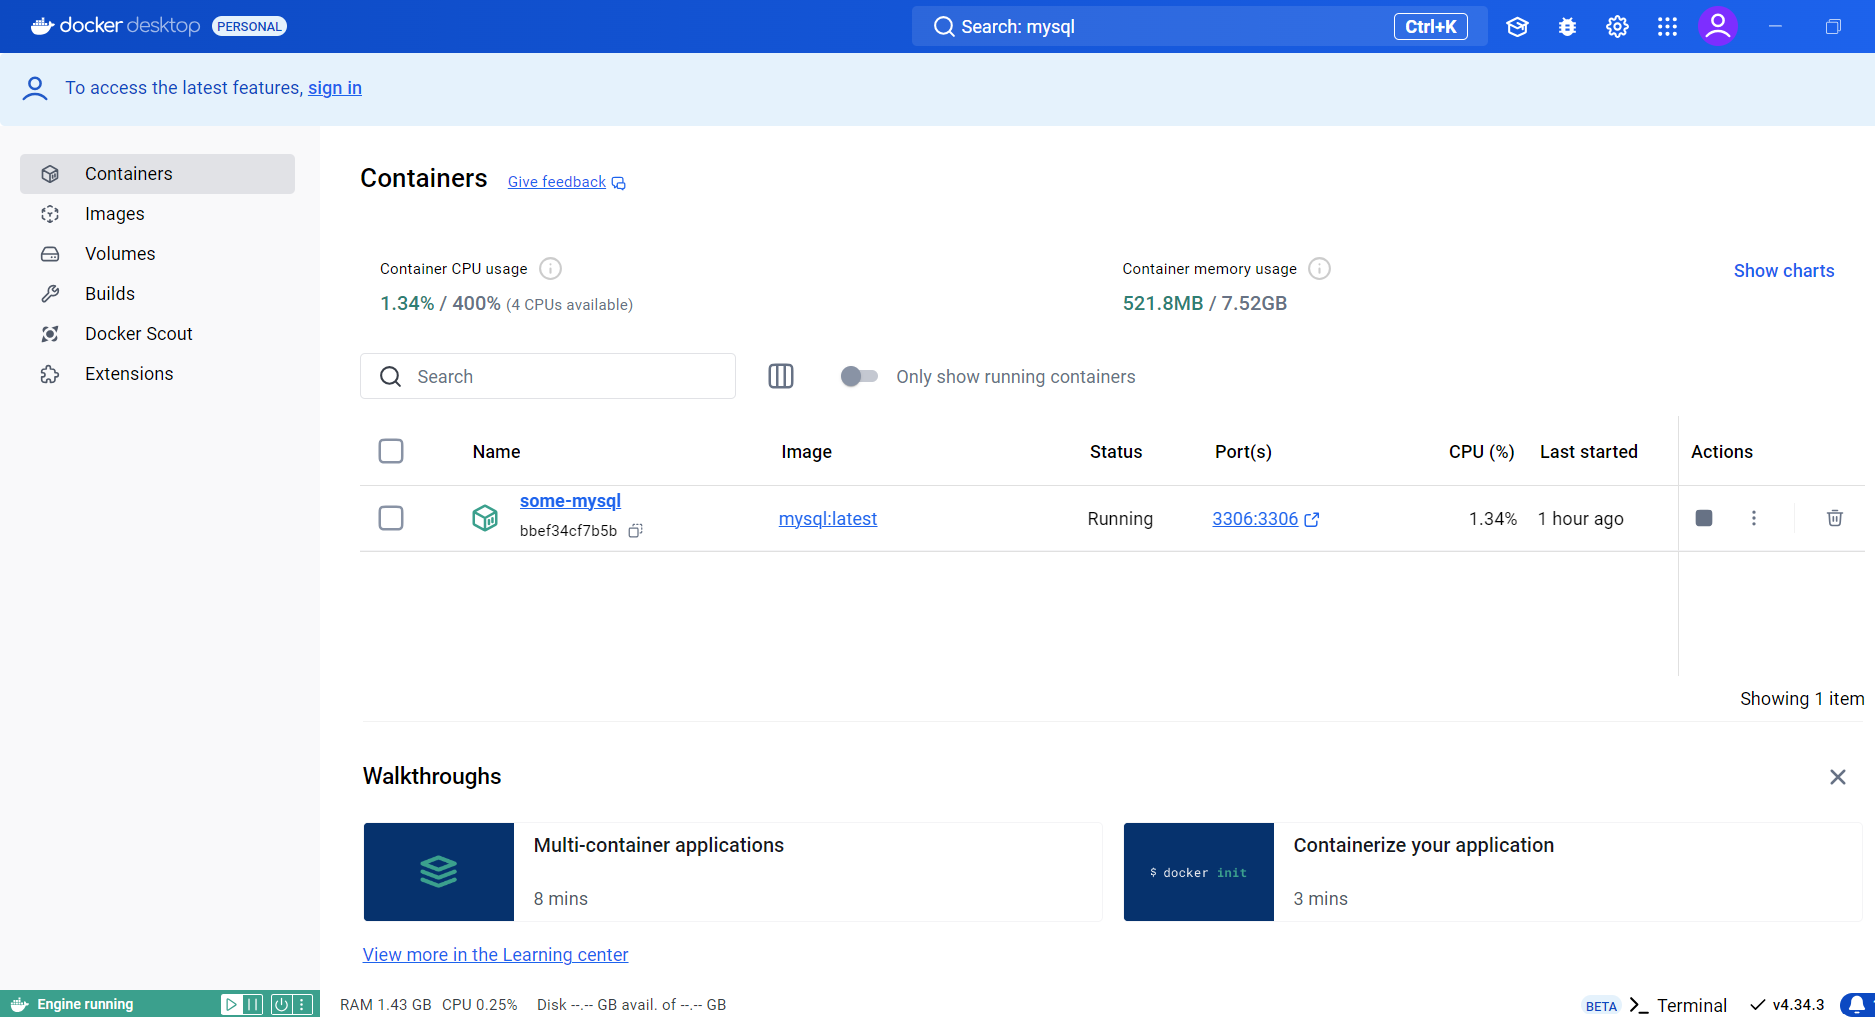 docker desktop PERSONAL
Search: mysql Ctrl+K
To access the latest features, sign in
Containers
Images
Volumes
Builds
Docker Scout
Extensions
Containers Give feedback
Container CPU usage
1.34% / 400% (4 CPUs available)
Container memory usage
521.8MB / 7.52GB
Show charts
Search
Only show running containers
Name Image Status Port(s) CPU (%) Last started Actions
some-mysql
bbef34cf7b5b
mysql:latest Running 3306:3306 1.34% 1 hour ago
Showing 1 item
Walkthroughs
Multi-container applications
8 mins
$ docker init
Containerize your application
3 mins
View more in the Learning center
Engine running
RAM 1.43 GB CPU 0.25% Disk --.-- GB avail. of --.-- GB
BETA Terminal v4.34.3